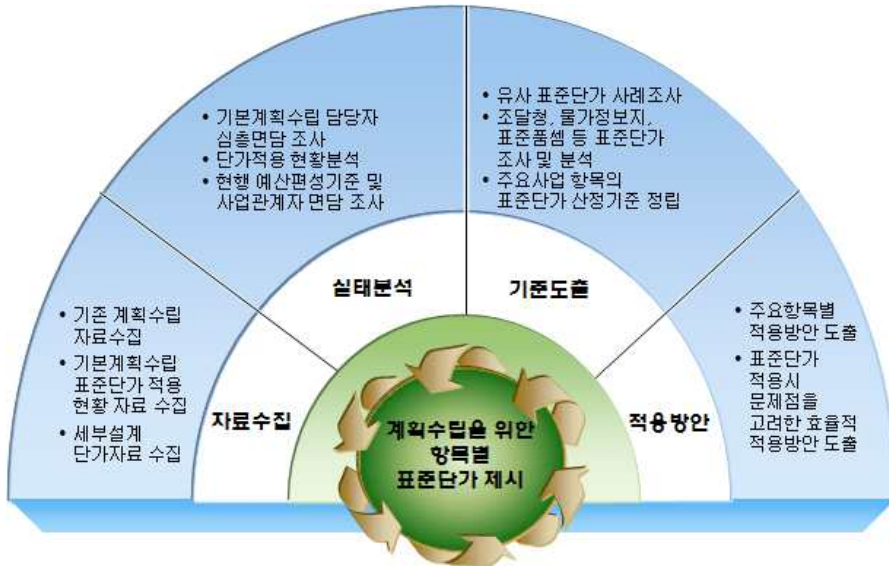 • 기존 계획수립
자료수집
• 기본계획수립
표준단가 적용
현황 자료 수집
• 세부설계
단가자료 수집
자료수집
• 기본계획수립 담당자
심층면담 조사
• 단가적용 현황분석
• 현행 예산편성기준 및
사업관계자 면담 조사
실태분석
• 유사 표준단가 사례조사
• 조달청, 물가정보지,
표준품셈 등 표준단가
조사 및 분석
• 주요사업 항목의
표준단가 산정기준 정립
기준도출
• 주요항목별
적용방안 도출
• 표준단가
적용시
문제점을
고려한 효율적
적용방안 도출
적용방안
계획수립을 위한
항목별
표준단가 제시